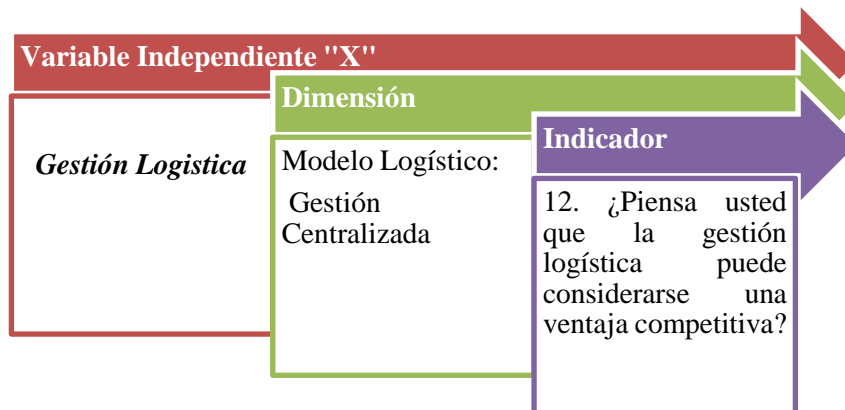 Variable Independiente "X"
Gestión Logistica
Dimensión
Modelo Logístico:
Gestión
Centralizada
Indicador
12. ¿Piensa usted
que la gestión
logística puede
considerarse una
ventaja competitiva?